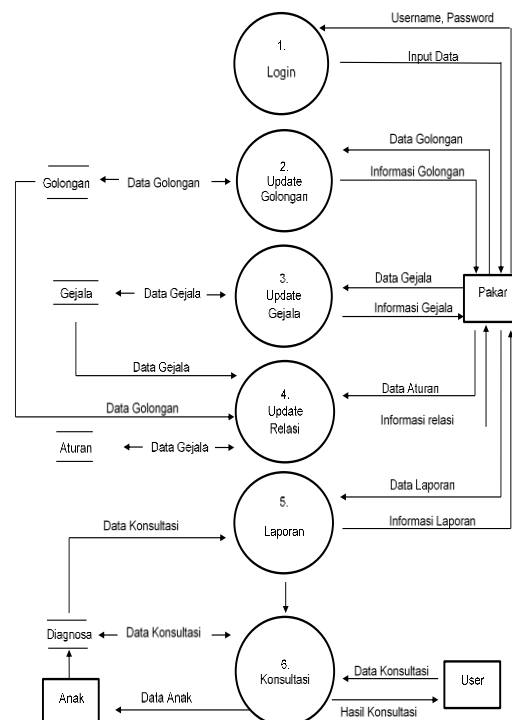 Username, Password
1.
Login
Input Data
Data Golongan
2.
Update
Golongan
Informasi Golongan
Golongan
Data Golongan
3.
Update
Gejala
Data Gejala
Informasi Gejala
Pakar
Gejala
Data Gejala
Data Gejala
4.
Update
Relasi
Data Aturan
Data Golongan
Informasi relasi
Aturan
Data Gejala
5.
Laporan
Data Laporan
Informasi Laporan
Data Konsultasi
Diagnosa
Data Konsultasi
6.
Konsultasi
Data Konsultasi
User
Anak
Data Anak
Hasil Konsultasi